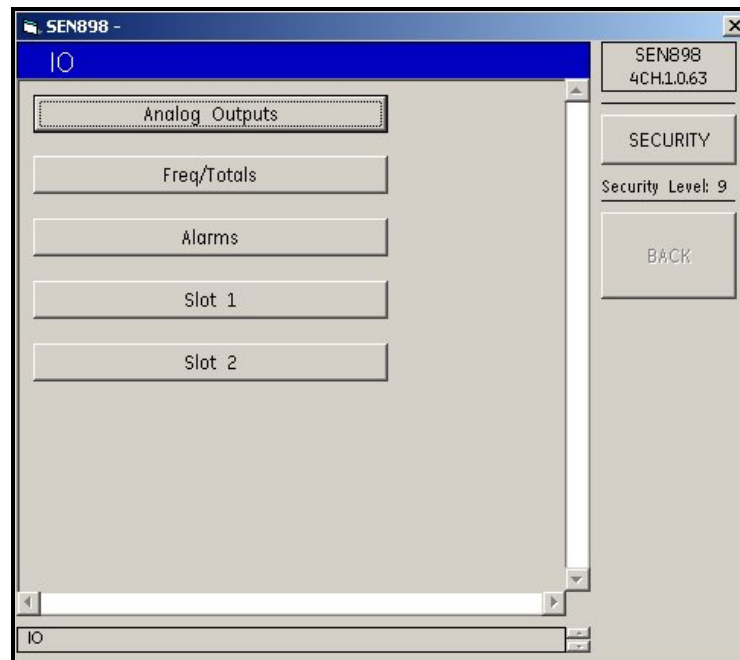 SEN898 -
IO
Analog Outputs
Freq/Totals
Alarms
Slot 1
Slot 2
IO
SEN898
4CH.1.0.63
SECURITY
Security Level: 9
BACK